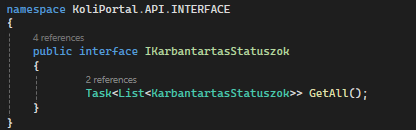 namespace KoliPortal.API.INTERFACE
{
4 references
public interface IKarbantartasStatuszok
{
2 references
Task<List<KarbantartasStatuszok>> GetAll();
}
}